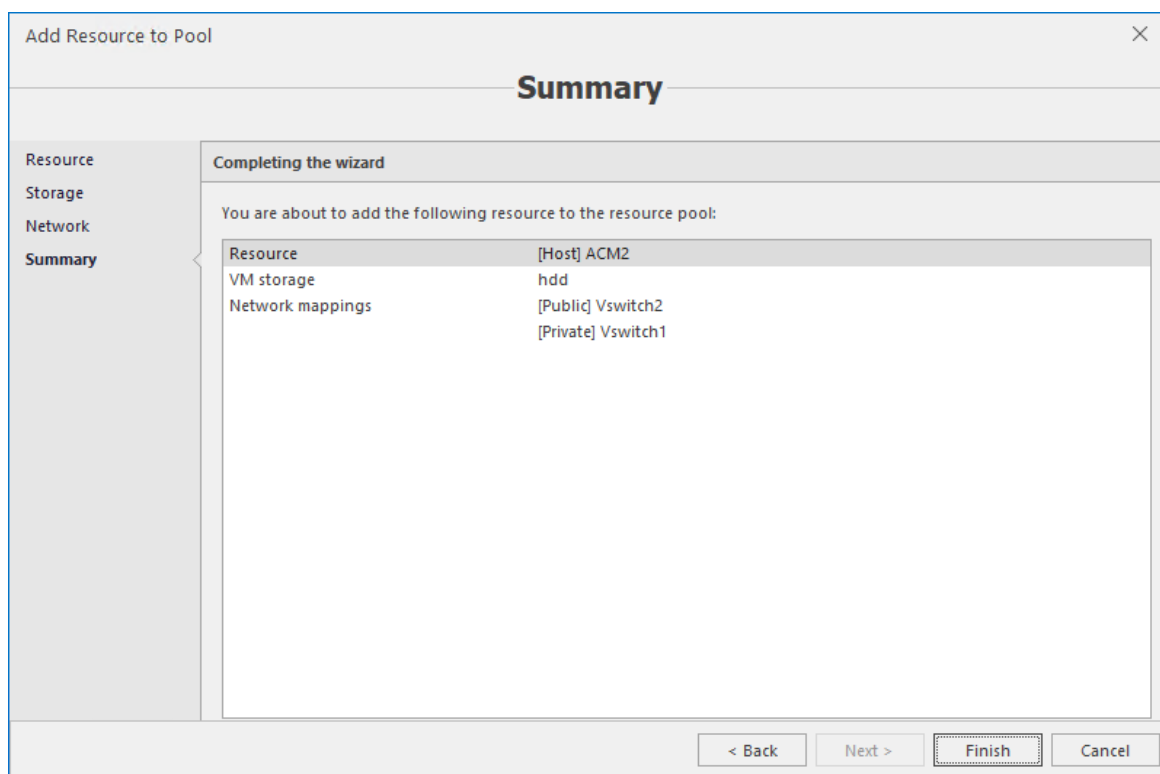 Add Resource to Pool
Summary
Resource
Storage
Network
Summary
Completing the wizard
You are about to add the following resource to the resource pool:
Resource [Host] ACM2
VM storage hdd
Network mappings [Public] Vswitch2
[Private] Vswitch1
< Back Next > Finish Cancel